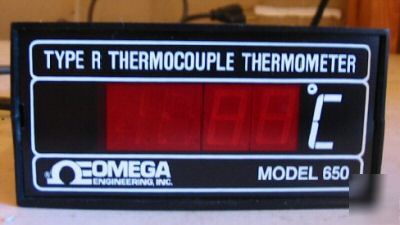 TYPE R THERMOCOUPLE THERMOMETER
°C
® OMEGA
ENGINEERING, INC.
MODEL 650